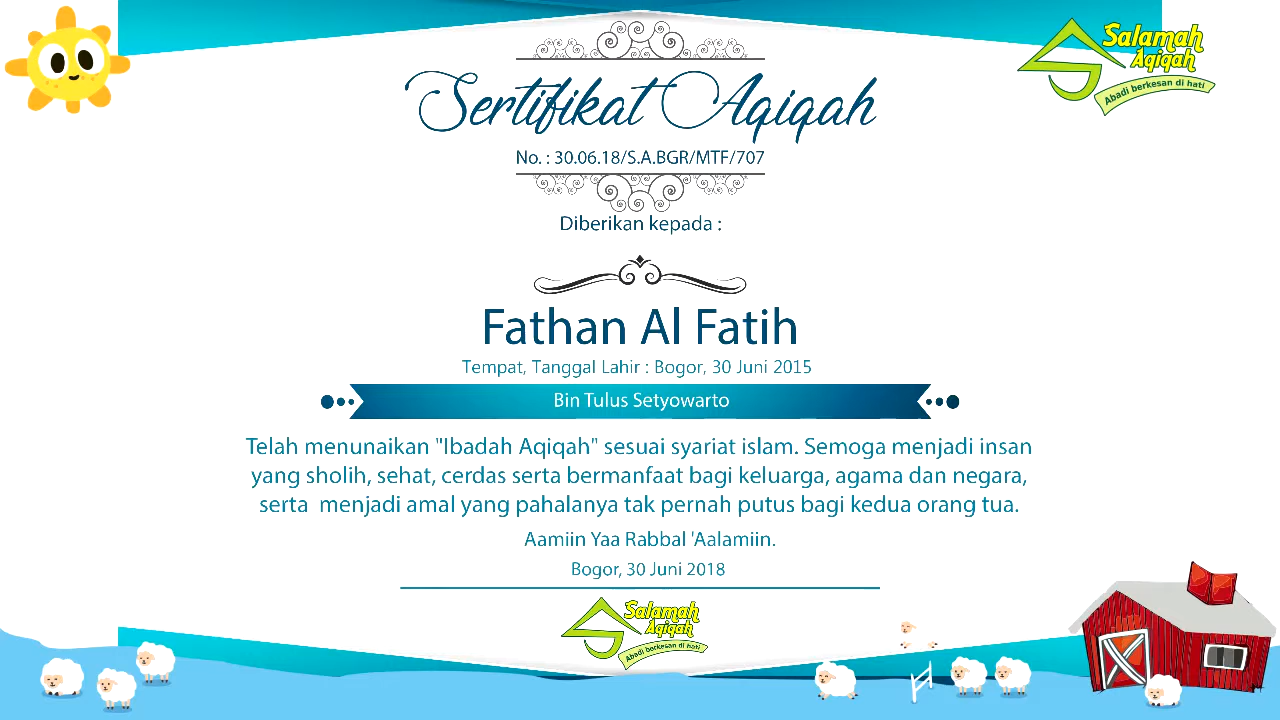 Salamah
Aqiqah
Abadi berkesan di hati
Sertifikat Aqiqah
No. : 30.06.18/S.A.BGR/MTF/707
Diberikan kepada :
Fathan Al Fatih
Tempat, Tanggal Lahir : Bogor, 30 Juni 2015
Bin Tulus Setyowarto
Telah menunaikan "Ibadah Aqiqah" sesuai syariat islam. Semoga menjadi insan
yang sholih, sehat, cerdas serta bermanfaat bagi keluarga, agama dan negara,
serta  menjadi amal yang pahalanya tak pernah putus bagi kedua orang tua.
Aamiin Yaa Rabbal 'Aalamiin.
Bogor, 30 Juni 2018
Salamah
Aqiqah
Abadi berkesan di hati